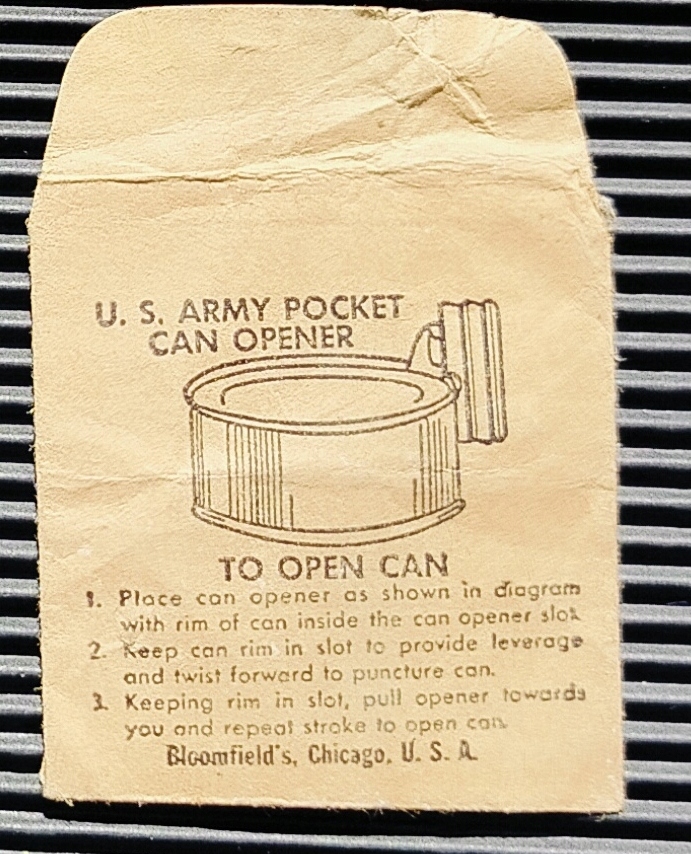 U. S. ARMY POCKET
CAN OPENER
TO OPEN CAN
1. Place can opener as shown in diagram
with rim of can inside the can opener slot
2. Keep can rim in slot to provide leverage
and twist forward to puncture can.
3. Keeping rim in slot, pull opener towards
you and repeat stroke to open can.
Bloomfield's, Chicago, U. S. A.